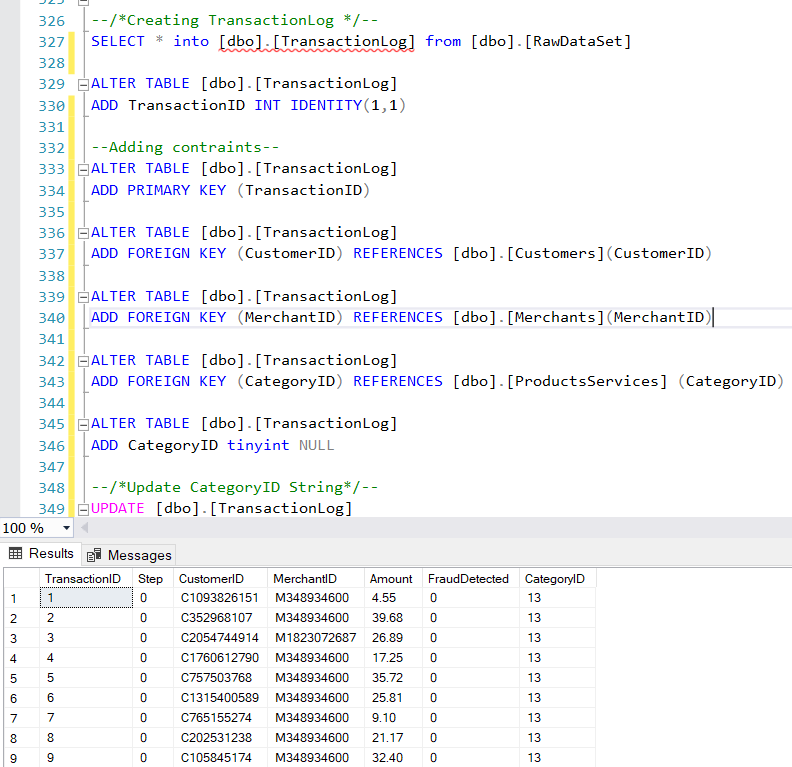 325
326 --/*Creating TransactionLog */--
327 SELECT * into [dbo].[TransactionLog] from [dbo].[RawDataSet]
328
329 ALTER TABLE [dbo].[TransactionLog]
330 ADD TransactionID INT IDENTITY(1,1)
331
332 --Adding contraints--
333 ALTER TABLE [dbo].[TransactionLog]
334 ADD PRIMARY KEY (TransactionID)
335
336 ALTER TABLE [dbo].[TransactionLog]
337 ADD FOREIGN KEY (CustomerID) REFERENCES [dbo].[Customers](CustomerID)
338
339 ALTER TABLE [dbo].[TransactionLog]
340 ADD FOREIGN KEY (MerchantID) REFERENCES [dbo].[Merchants](MerchantID)
341
342 ALTER TABLE [dbo].[TransactionLog]
343 ADD FOREIGN KEY (CategoryID) REFERENCES [dbo].[ProductsServices] (CategoryID)
344
345 ALTER TABLE [dbo].[TransactionLog]
346 ADD CategoryID tinyint NULL
347
348 --/*Update CategoryID String*/--
349 UPDATE [dbo].[TransactionLog]
100 %
Results Messages
TransactionID Step CustomerID MerchantID Amount FraudDetected CategoryID
1 1 0 C1093826151 M348934600 4.55 0 13
2 2 0 C352968107 M348934600 39.68 0 13
3 3 0 C2054744914 M1823072687 26.89 0 13
4 4 0 C1760612790 M348934600 17.25 0 13
5 5 0 C757503768 M348934600 35.72 0 13
6 6 0 C1315400589 M348934600 25.81 0 13
7 7 0 C765155274 M348934600 9.10 0 13
8 8 0 C202531238 M348934600 21.17 0 13
9 9 0 C105845174 M348934600 32.40 0 13